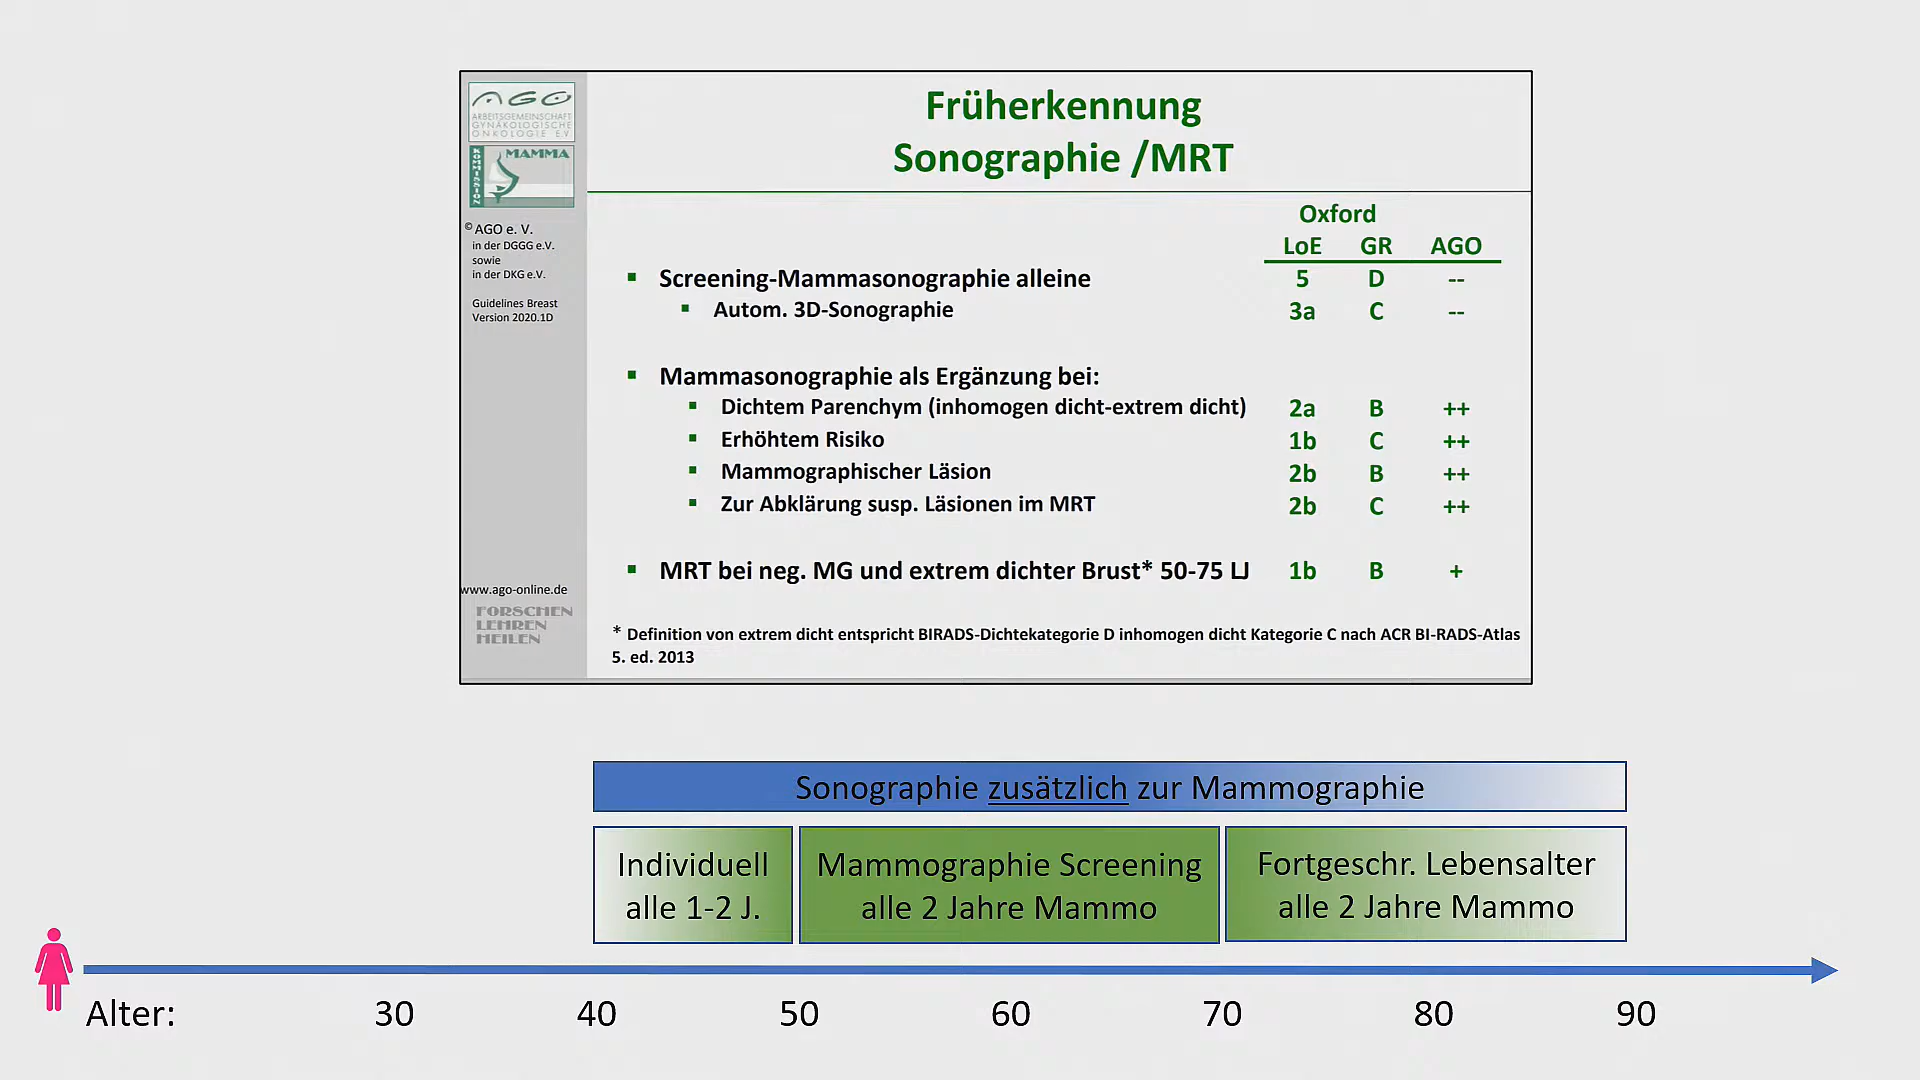 AGO
ARBEITSGEMEINSCHAFT
GYNÄKOLOGISCHE
ONKOLOGIE E.V.
KOMMISSION
MAMMA
© AGO e. V.
in der DGGG e.V.
sowie
in der DKG e.V.
Guidelines Breast
Version 2020.1D
www.ago-online.de
FORSCHEN
LEHREN
HEILEN
Früherkennung
Sonographie /MRT
Oxford
LoE GR AGO
▪ Screening-Mammasonographie alleine 5 D --
▪ Autom. 3D-Sonographie 3a C --
▪ Mammasonographie als Ergänzung bei:
▪ Dichtem Parenchym (inhomogen dicht-extrem dicht) 2a B ++
▪ Erhöhtem Risiko 1b C ++
▪ Mammographischer Läsion 2b B ++
▪ Zur Abklärung susp. Läsionen im MRT 2b C ++
▪ MRT bei neg. MG und extrem dichter Brust* 50-75 LJ 1b B +
* Definition von extrem dicht entspricht BIRADS-Dichtekategorie D inhomogen dicht Kategorie C nach ACR BI-RADS-Atlas
5. ed. 2013
Sonographie zusätzlich zur Mammographie
Individuell
alle 1-2 J.
Mammographie Screening
alle 2 Jahre Mammo
Fortgeschr. Lebensalter
alle 2 Jahre Mammo
Alter: 30 40 50 60 70 80 90